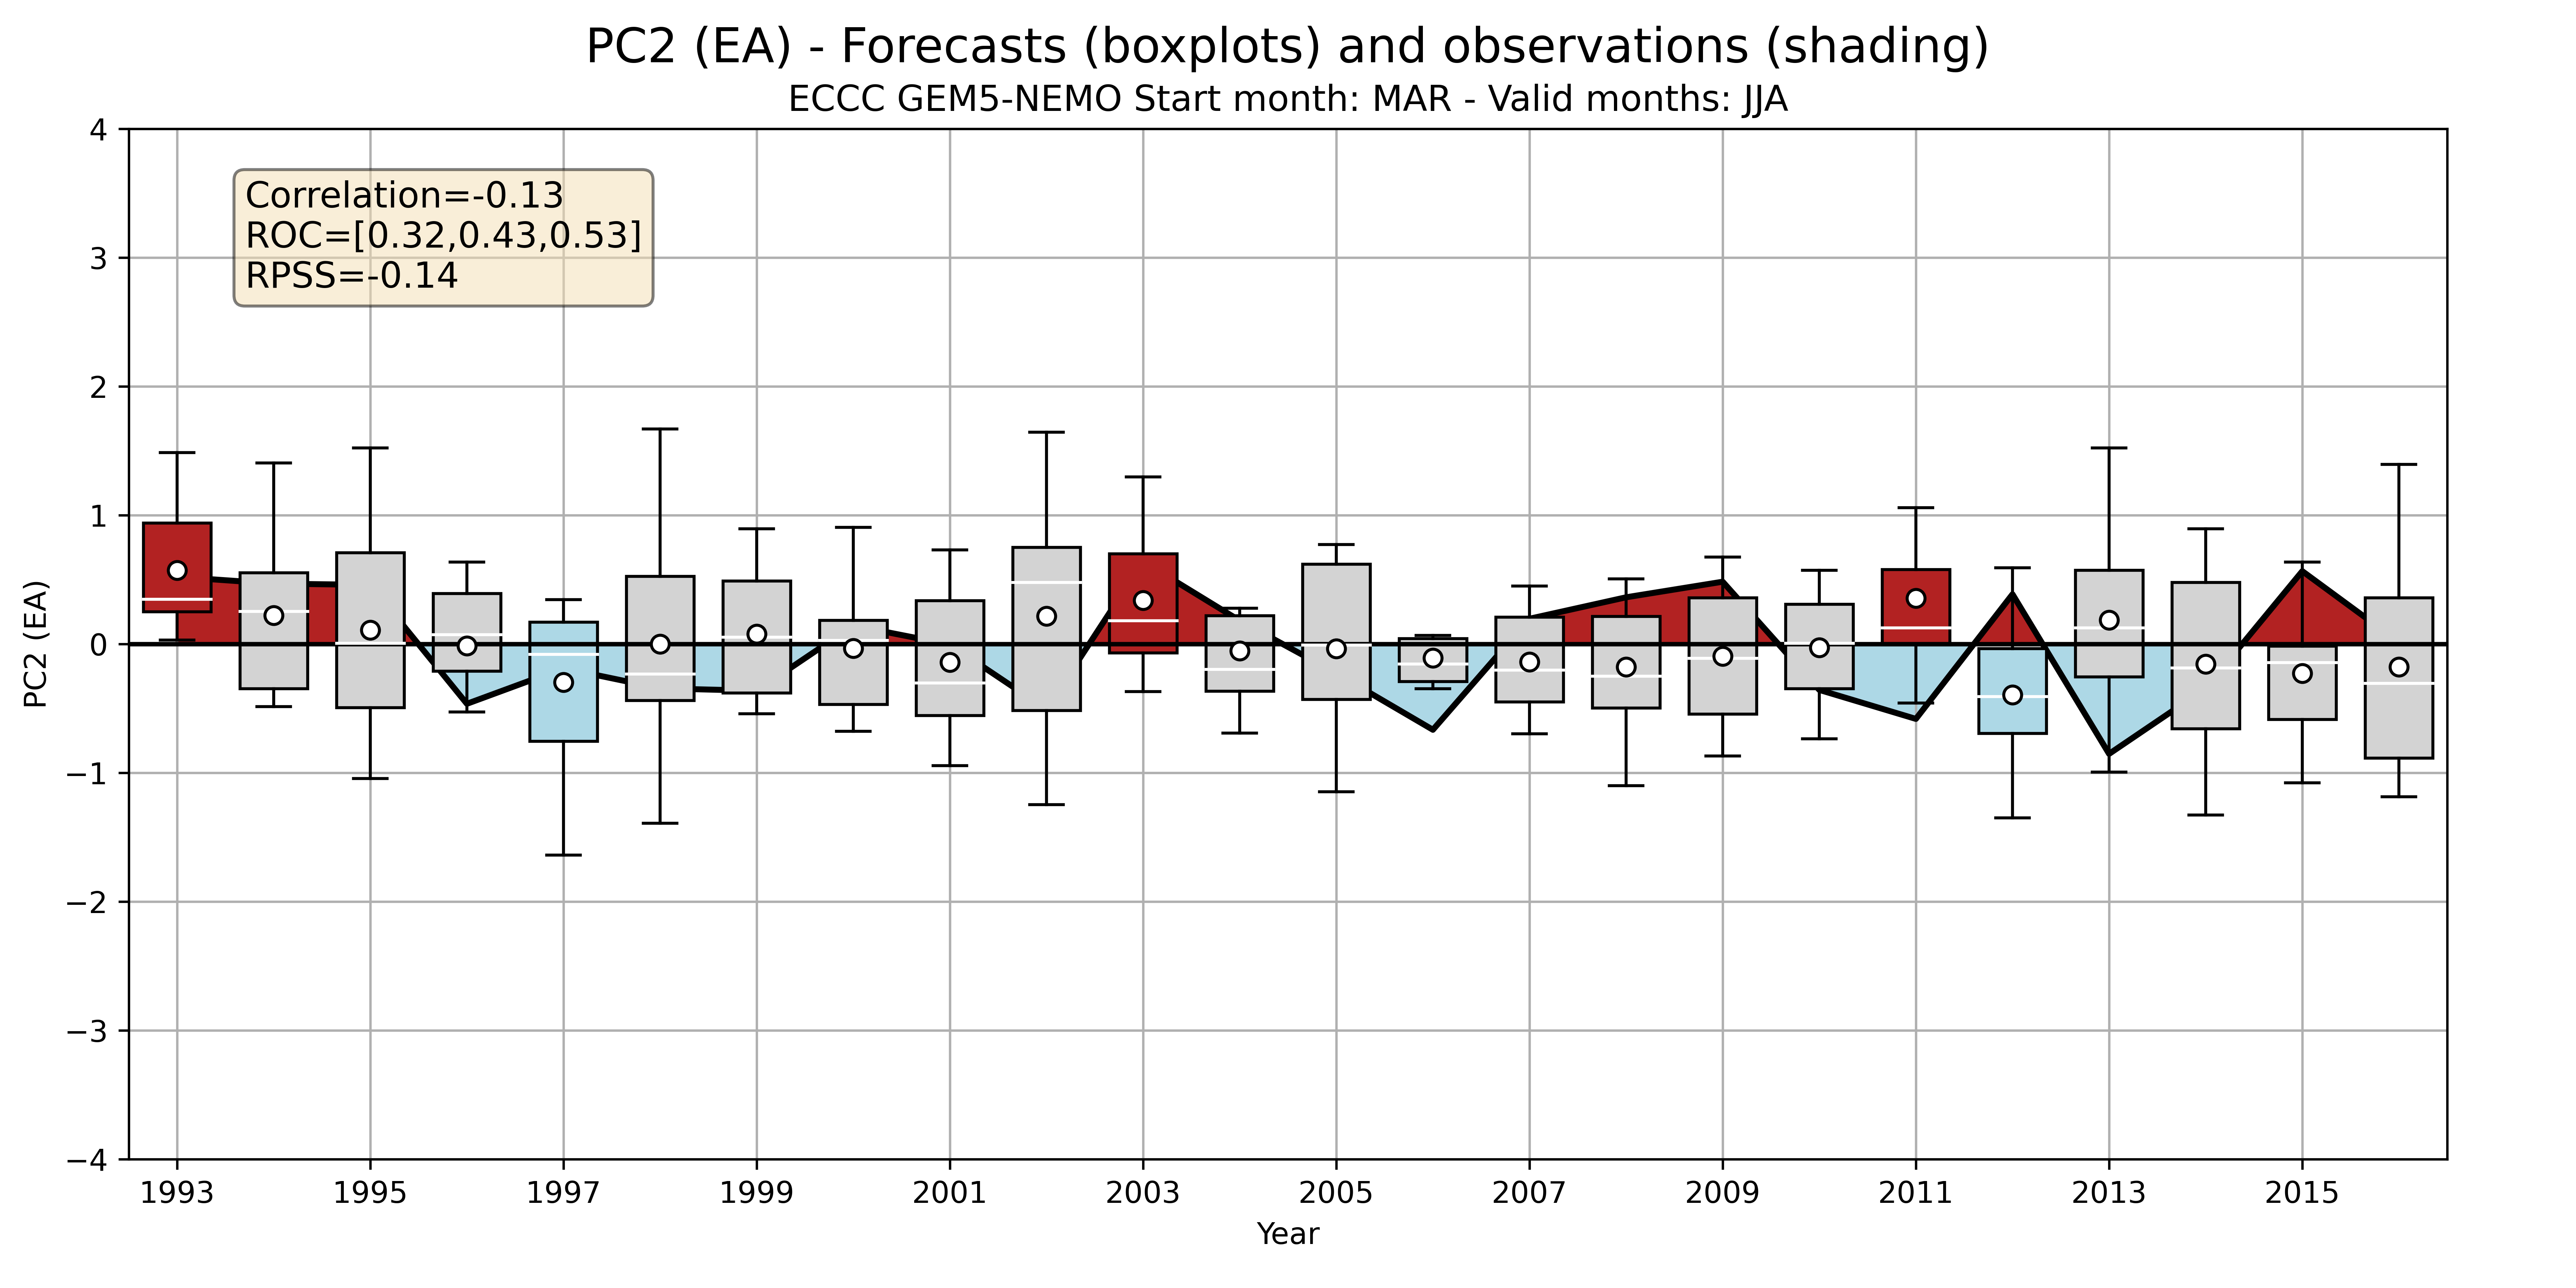 PC2 (EA) - Forecasts (boxplots) and observations (shading)
ECCC GEM5-NEMO Start month: MAR - Valid months: JJA
Correlation=-0.13
ROC=[0.32,0.43,0.53]
RPSS=-0.14
PC2 (EA)
4
3
2
1
0
−1
−2
−3
−4
1993 1995 1997 1999 2001 2003 2005 2007 2009 2011 2013 2015
Year